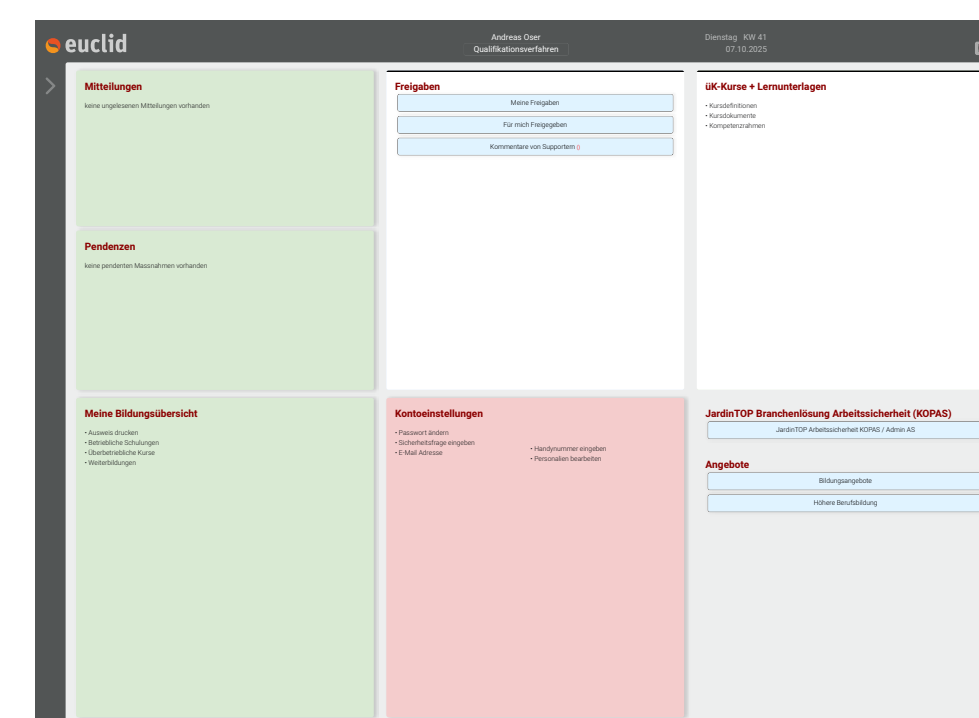 euclid
Andreas Oser
Qualifikationsverfahren
Dienstag KW 41
07.10.2025
Mitteilungen
keine ungelesenen Mitteilungen vorhanden
Pendenzen
keine pendenten Massnahmen vorhanden
Freigaben
Meine Freigaben
Für mich Freigegeben
Kommentare von Supportern ()
üK-Kurse + Lernunterlagen
• Kursdefinitionen
• Kursdokumente
• Kompetenzrahmen
Meine Bildungsübersicht
• Ausweis drucken
• Betriebliche Schulungen
• Überbetriebliche Kurse
• Weiterbildungen
Kontoeinstellungen
• Passwort ändern
• Sicherheitsfrage eingeben
• E-Mail Adresse
• Handynummer eingeben
• Personalien bearbeiten
JardinTOP Branchenlösung Arbeitssicherheit (KOPAS)
JardinTOP Arbeitssicherheit KOPAS / Admin AS
Angebote
Bildungsangebote
Höhere Berufsbildung